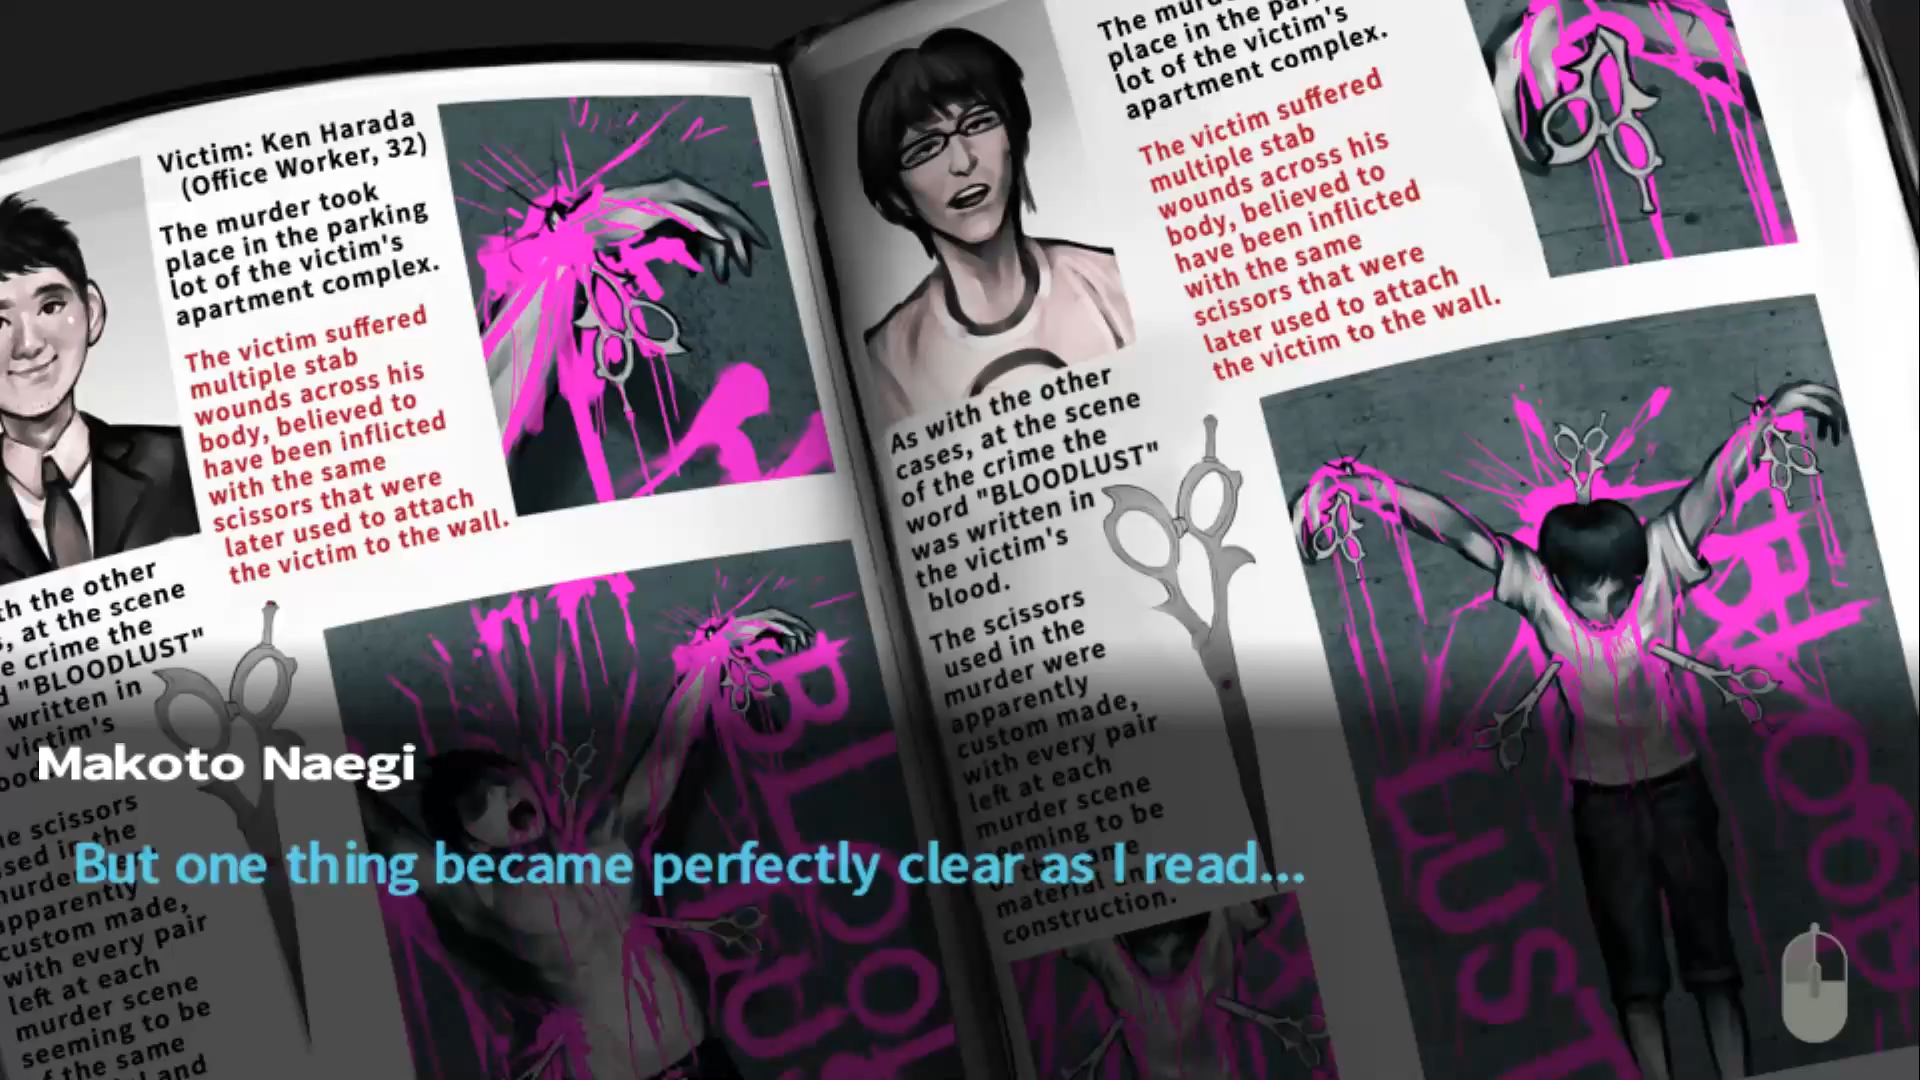 Victim: Ken Harada
(Office Worker, 32)
The murder took
place in the parking
lot of the victim's
apartment complex.
The victim suffered
multiple stab
wounds across his
body, believed to
have been inflicted
with the same
scissors that were
later used to attach
the victim to the wall.
the other
at the scene
crime the
"BLOODLUST"
written in
victim's
scissors
apparently
custom made,
with every pair
left at each
murder scene
seeming to be
the same
and
BLOOD
The
place in the
lot of the victim's
apartment complex.
The victim suffered
multiple stab
wounds across his
body, believed to
have been inflicted
with the same
scissors that were
later used to attach
the victim to the wall.
As with the other
cases, at the scene
of the crime the
word "BLOODLUST"
was written in
the victim's
blood.
The scissors
used in the
murder were
apparently
custom made,
with every pair
left at each
murder scene
seeming to be
material
construction.
LUST
Makoto Naegi
But one thing became perfectly clear as I read...